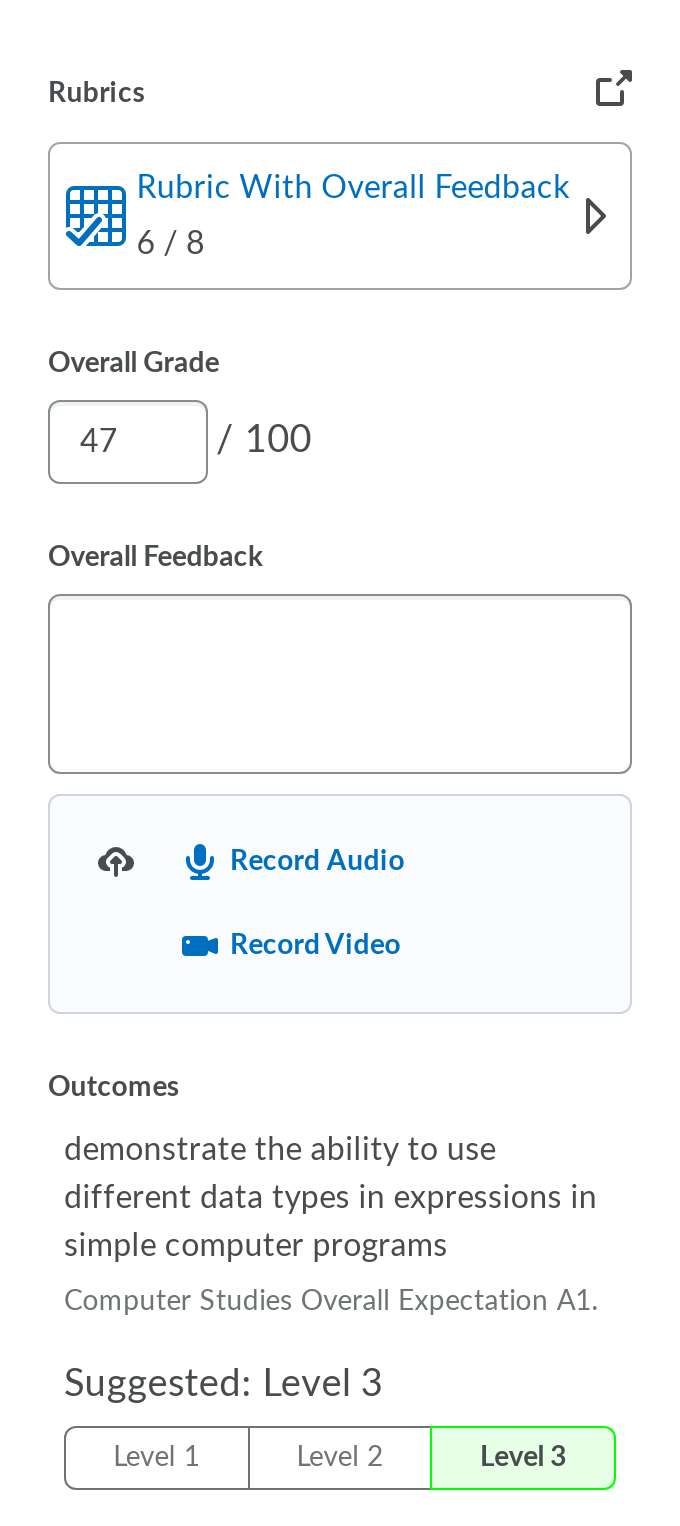 Rubrics
Rubric With Overall Feedback
6 / 8
Overall Grade
47 / 100
Overall Feedback
Record Audio
Record Video
Outcomes
demonstrate the ability to use
different data types in expressions in
simple computer programs
Computer Studies Overall Expectation A1.
Suggested: Level 3
Level 1 Level 2 Level 3